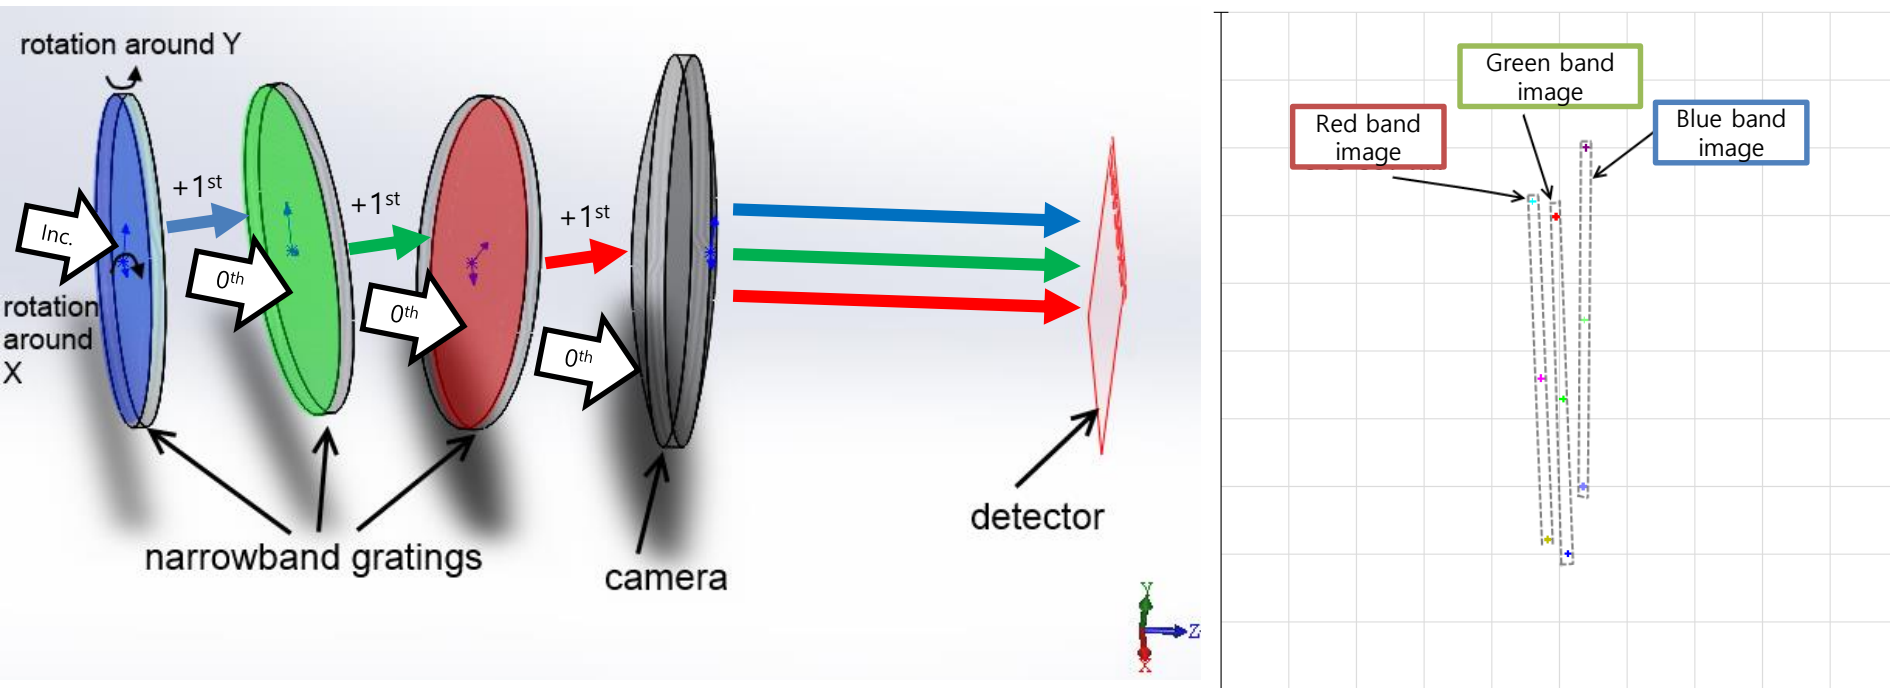 rotation around Y
Inc.
+1st
0th
+1st
0th
+1st
0th
rotation
around
X
narrowband gratings
camera
detector
Y
Z
X
Red band
image
Green band
image
Blue band
image